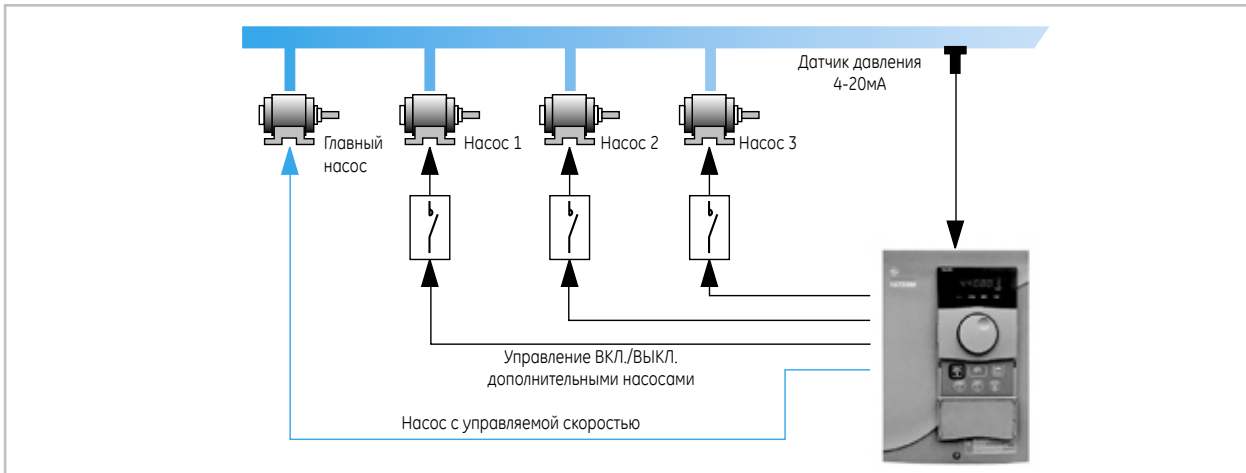 Датчик давления
4-20мА
Главный
насос
Насос 1
Насос 2
Насос 3
Управление ВКЛ./ВЫКЛ.
дополнительными насосами
Насос с управляемой скоростью